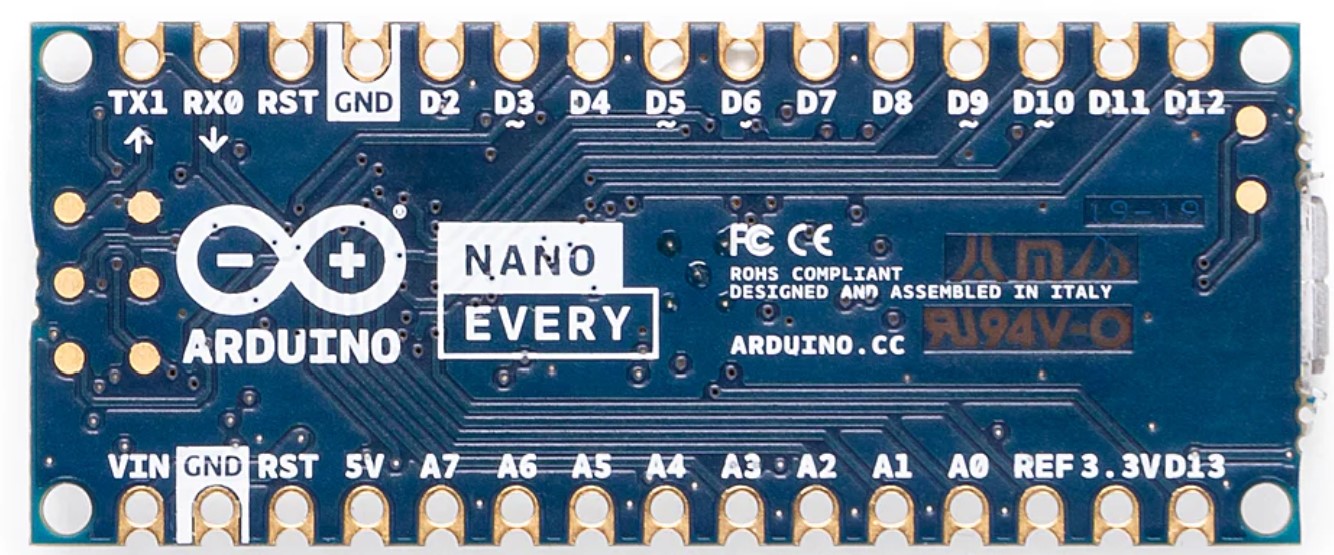 TX1 RX0 RST GND D2 D3 D4 D5 D6 D7 D8 D9 D10 D11 D12
~ ~ ~ ~ ~
↑ ↓
19-19
ARDUINO
NANO
EVERY
FC CE
ROHS COMPLIANT
DESIGNED AND ASSEMBLED IN ITALY
ARDUINO.CC
94V-0
VIN GND RST 5V A7 A6 A5 A4 A3 A2 A1 A0 REF 3.3V D13